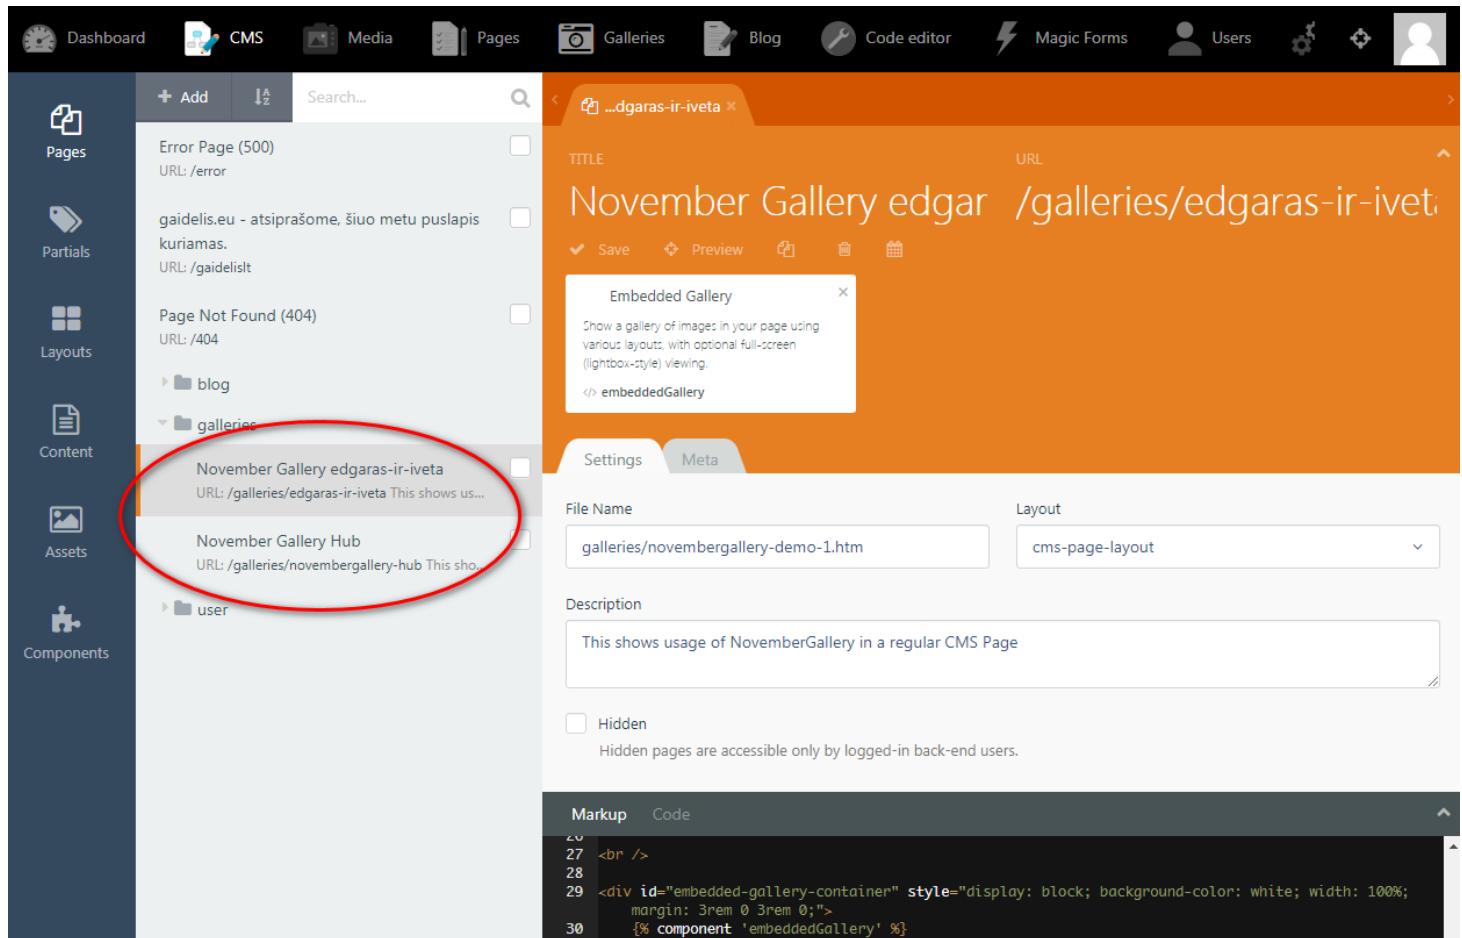 Dashboard CMS Media Pages Galleries Blog Code editor Magic Forms Users
Pages
Partials
Layouts
Content
Assets
Components
+ Add Search...
Error Page (500)
URL: /error
gaidelis.eu - atsiprašome, šiuo metu puslapis
kuriamas.
URL: /gaidelislt
Page Not Found (404)
URL: /404
blog
galleries
November Gallery edgaras-ir-iveta
URL: /galleries/edgaras-ir-iveta This shows us...
November Gallery Hub
URL: /galleries/novembergallery-hub This sho...
user
...dgaras-ir-iveta ×
TITLE URL
November Gallery edgar /galleries/edgaras-ir-iveta
Save Preview
Embedded Gallery ×
Show a gallery of images in your page using
various layouts, with optional full-screen
(lightbox-style) viewing.
</> embeddedGallery
Settings Meta
File Name Layout
galleries/novembergallery-demo-1.htm cms-page-layout
Description
This shows usage of NovemberGallery in a regular CMS Page
Hidden
Hidden pages are accessible only by logged-in back-end users.
Markup Code
26
27 <br />
28
29 <div id="embedded-gallery-container" style="display: block; background-color: white; width: 100%;
margin: 3rem 0 3rem 0;">
30 {% component 'embeddedGallery' %}